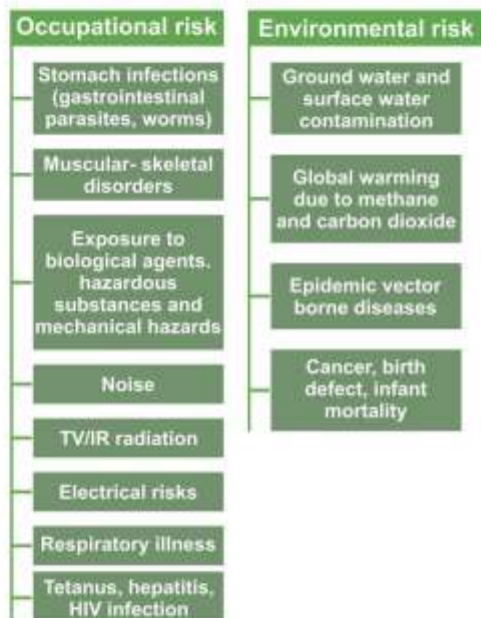 Occupational risk
Stomach infections
(gastrointestinal
parasites, worms)
Muscular- skeletal
disorders
Exposure to
biological agents,
hazardous
substances and
mechanical hazards
Noise
TV/IR radiation
Electrical risks
Respiratory illness
Tetanus, hepatitis,
HIV infection
Environmental risk
Ground water and
surface water
contamination
Global warming
due to methane
and carbon dioxide
Epidemic vector
borne diseases
Cancer, birth
defect, infant
mortality